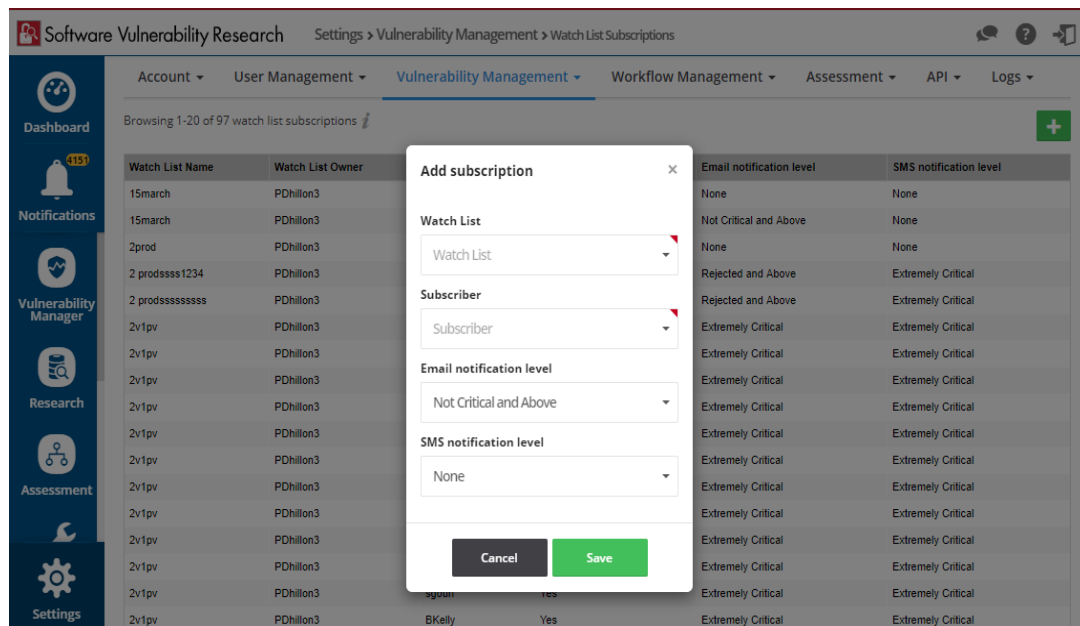 Software Vulnerability Research Settings > Vulnerability Management > Watch List Subscriptions
Account User Management Vulnerability Management Workflow Management Assessment API Logs
Dashboard
4151
Notifications
Vulnerability
Manager
Research
Assessment
Settings
Browsing 1-20 of 97 watch list subscriptions i
+
Watch List Name Watch List Owner Email notification level SMS notification level
15march PDhillon3 None None
15march PDhillon3 Not Critical and Above None
2prod PDhillon3 None None
2 prodssss1234 PDhillon3 Rejected and Above Extremely Critical
2 prodsssssssss PDhillon3 Rejected and Above Extremely Critical
2v1pv PDhillon3 Extremely Critical Extremely Critical
2v1pv PDhillon3 Extremely Critical Extremely Critical
2v1pv PDhillon3 Extremely Critical Extremely Critical
2v1pv PDhillon3 Extremely Critical Extremely Critical
2v1pv PDhillon3 Extremely Critical Extremely Critical
2v1pv PDhillon3 Extremely Critical Extremely Critical
2v1pv PDhillon3 Extremely Critical Extremely Critical
2v1pv PDhillon3 Extremely Critical Extremely Critical
2v1pv PDhillon3 Extremely Critical Extremely Critical
2v1pv PDhillon3 Extremely Critical Extremely Critical
2v1pv PDhillon3 Yes Extremely Critical Extremely Critical
2v1pv PDhillon3 BKelly Yes Extremely Critical Extremely Critical
Add subscription ×
Watch List
Watch List
Subscriber
Subscriber
Email notification level
Not Critical and Above
SMS notification level
None
Cancel Save